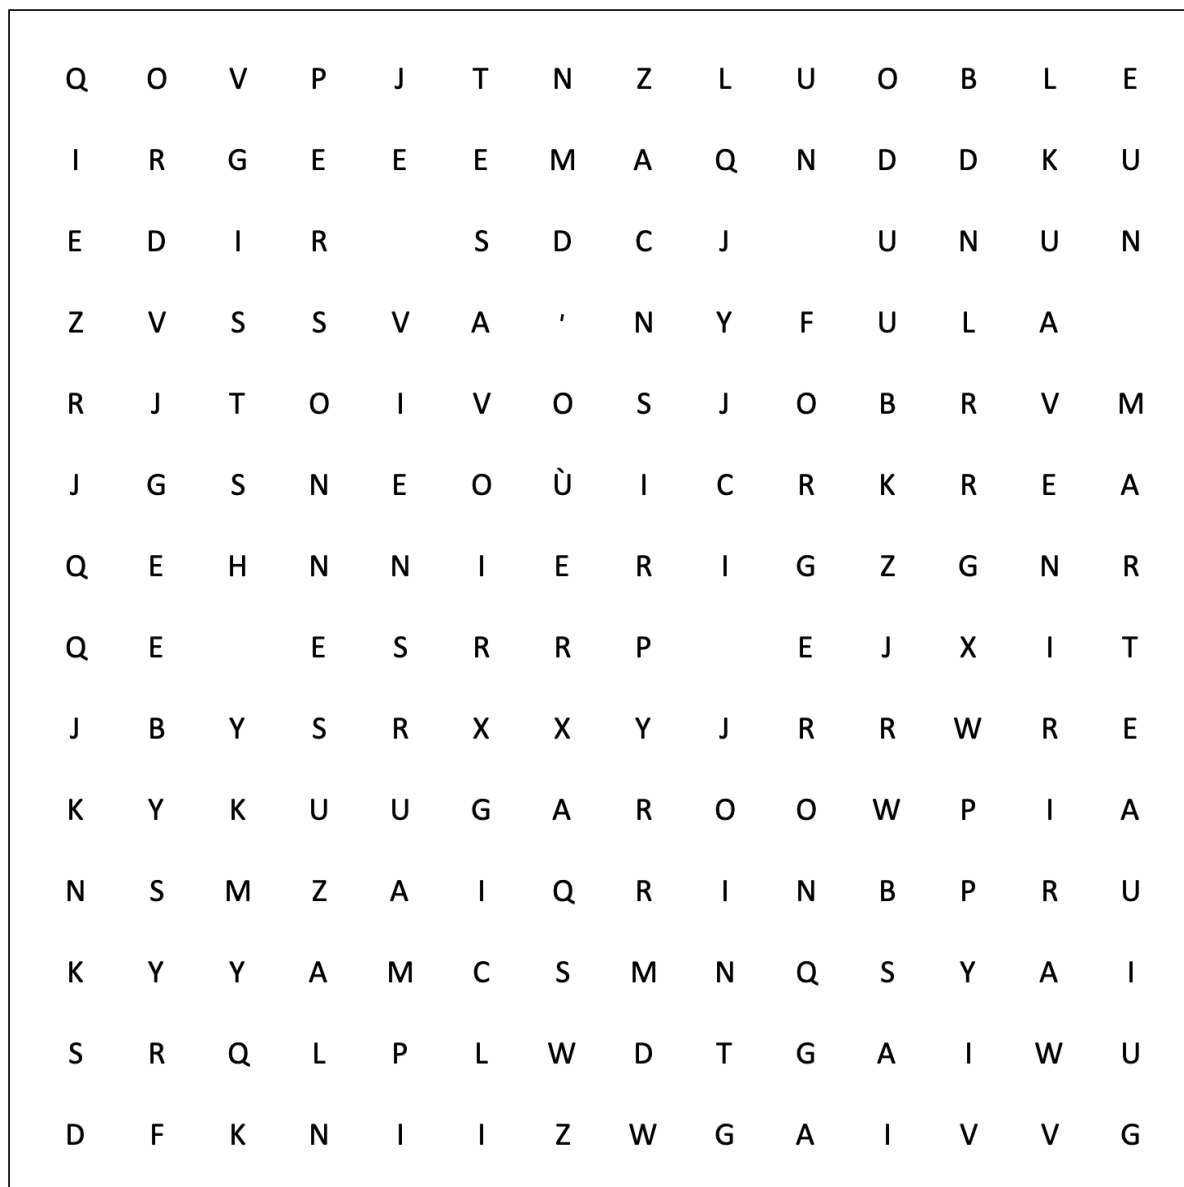 Q O V P J T N Z L U O B L E
I R G E E E M A Q N D D K U
E D I R S D C J U N U N
Z V S S V A ' N Y F U L A
R J T O I V O S J O B R V M
J G S N E O Ù I C R K R E A
Q E H N N I E R I G Z G N R
Q E E S R R P E J X I T
J B Y S R X X Y J R R W R E
K Y K U U G A R O O W P I A
N S M Z A I Q R I N B P R U
K Y Y A M C S M N Q S Y A I
S R Q L P L W D T G A I W U
D F K N I I Z W G A I V V G